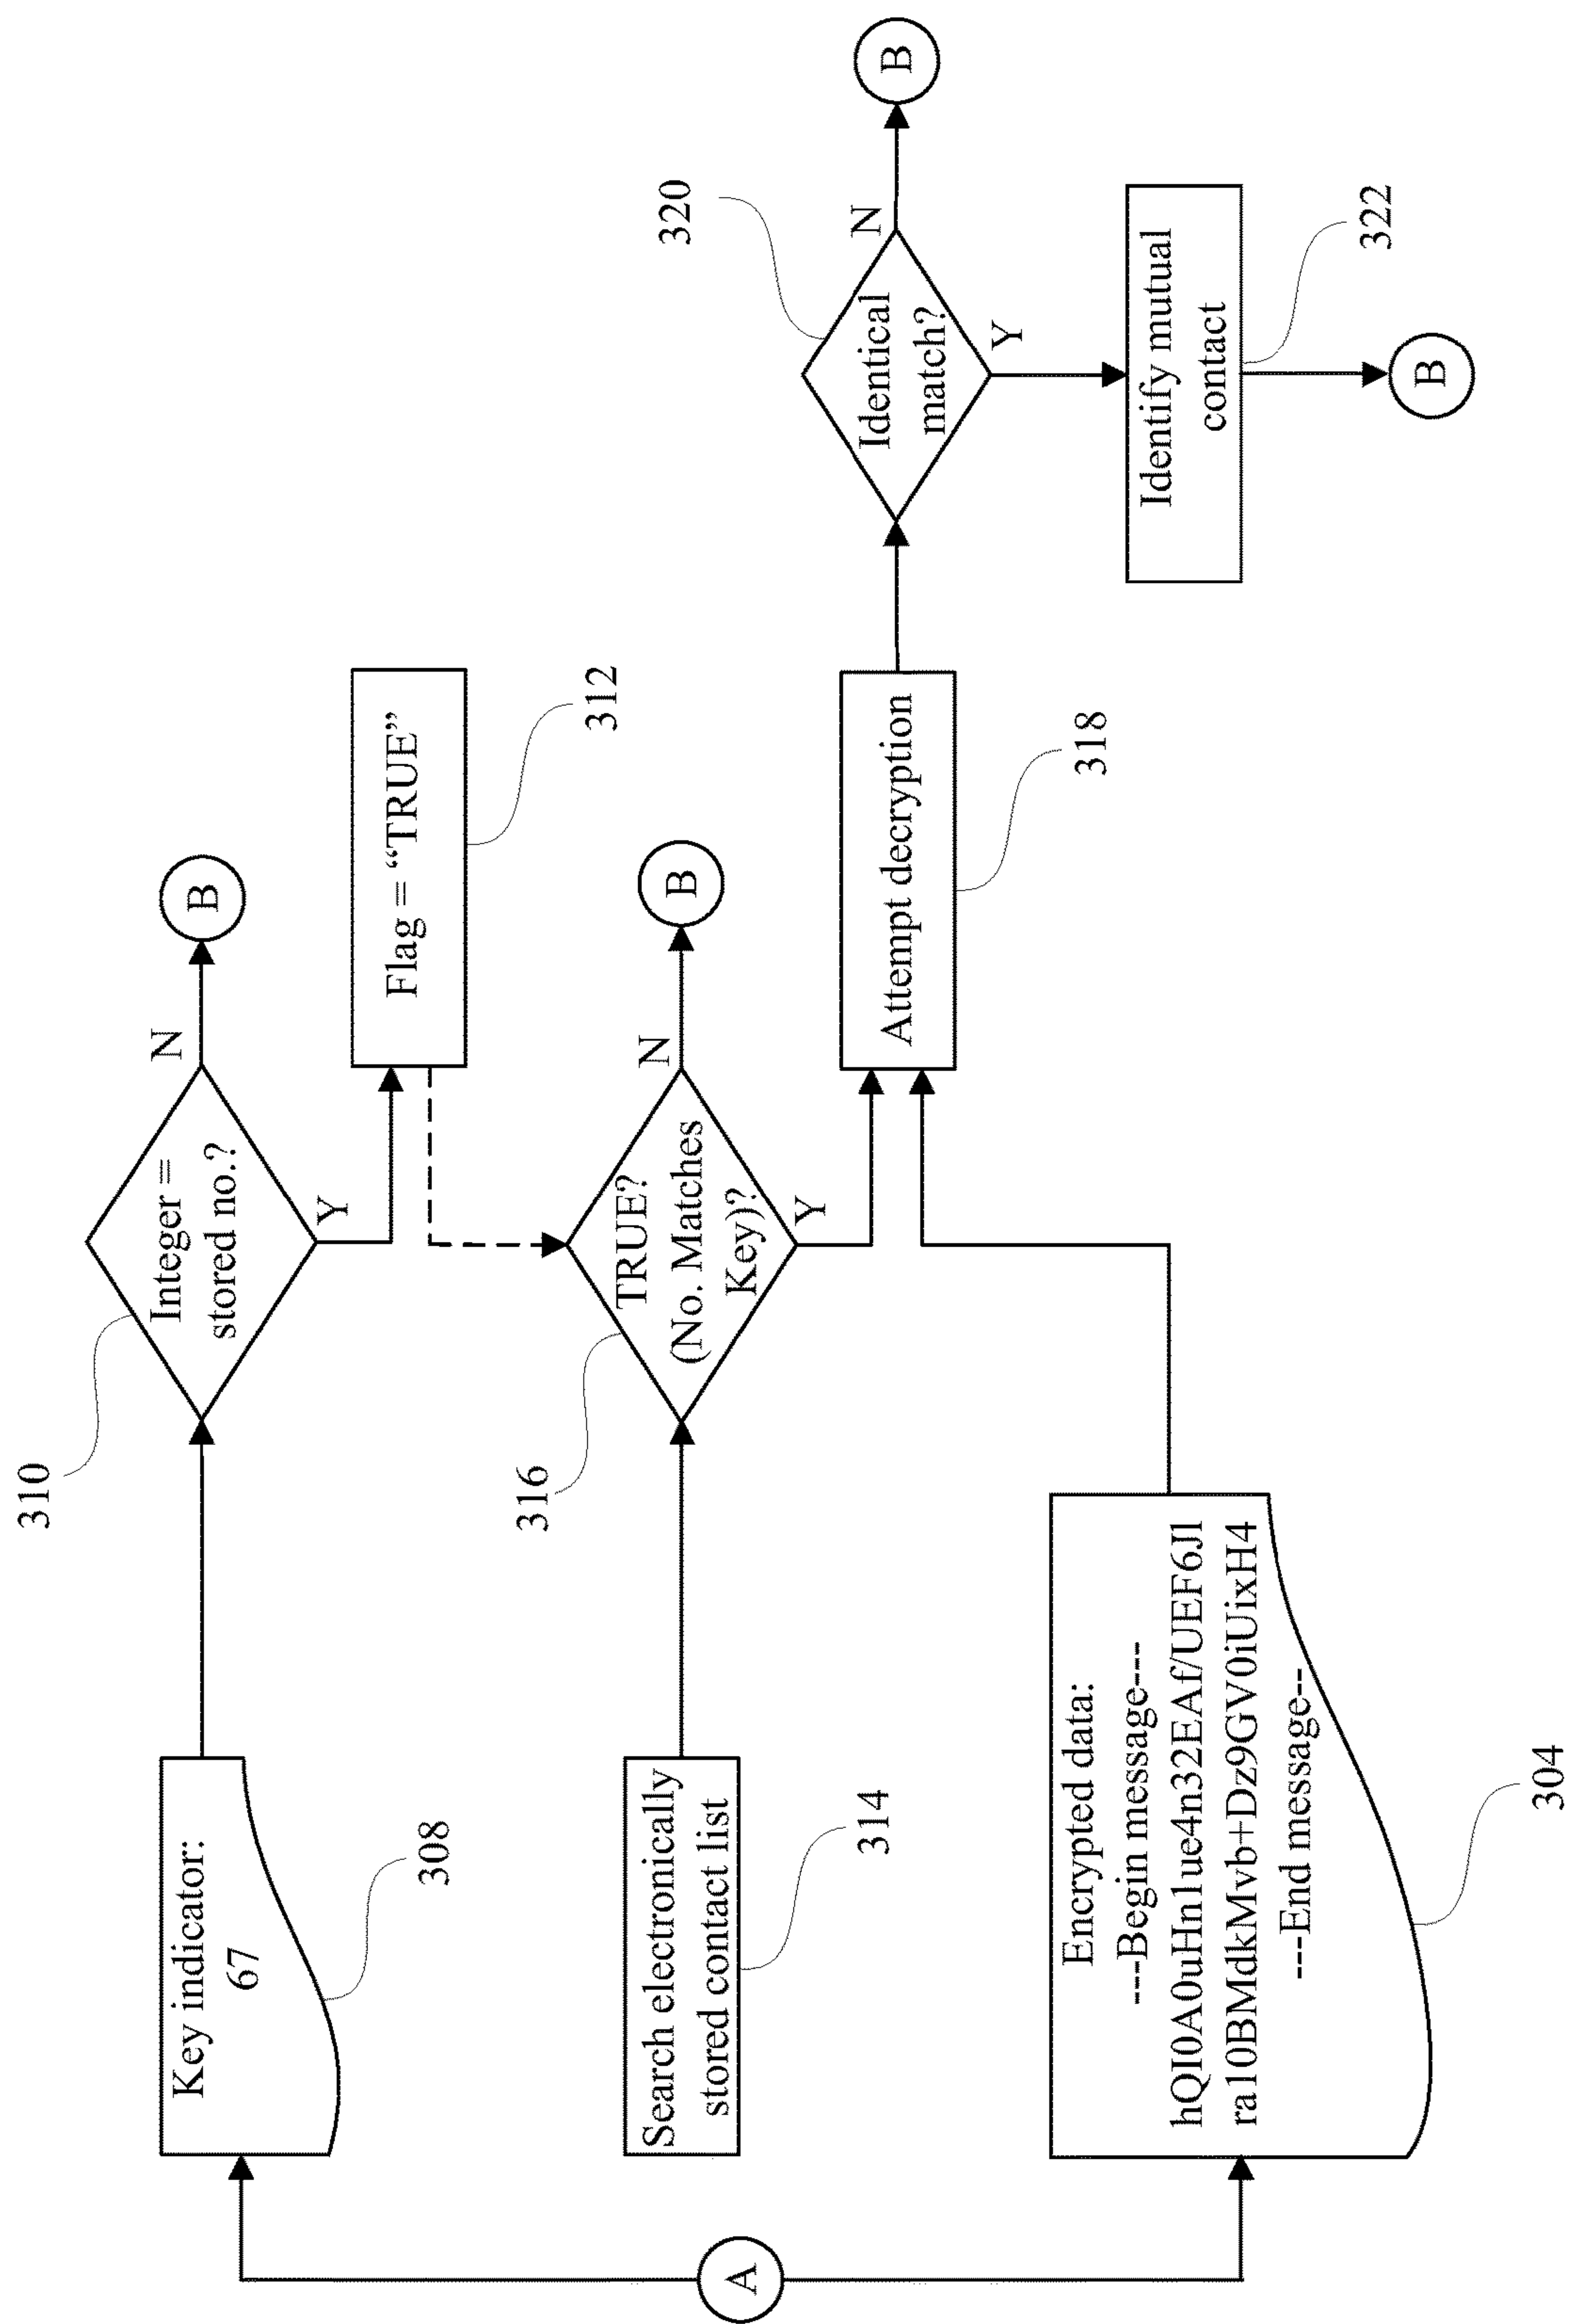 A
Key indicator:
67
308
310
Integer =
stored no.?
N
B
Y
Flag = “TRUE”
312
Search electronically
stored contact list
314
316
TRUE?
(No. Matches
Key)?
N
B
Y
Encrypted data:
---Begin message----
hQI0A0uHn1ue4n32EAf/UEF6Jl
ra10BMdkMvb+Dz9GV0iUixH4
---End message--
304
Attempt decryption
318
320
Identical
match?
N
B
Y
Identify mutual
contact
322
B